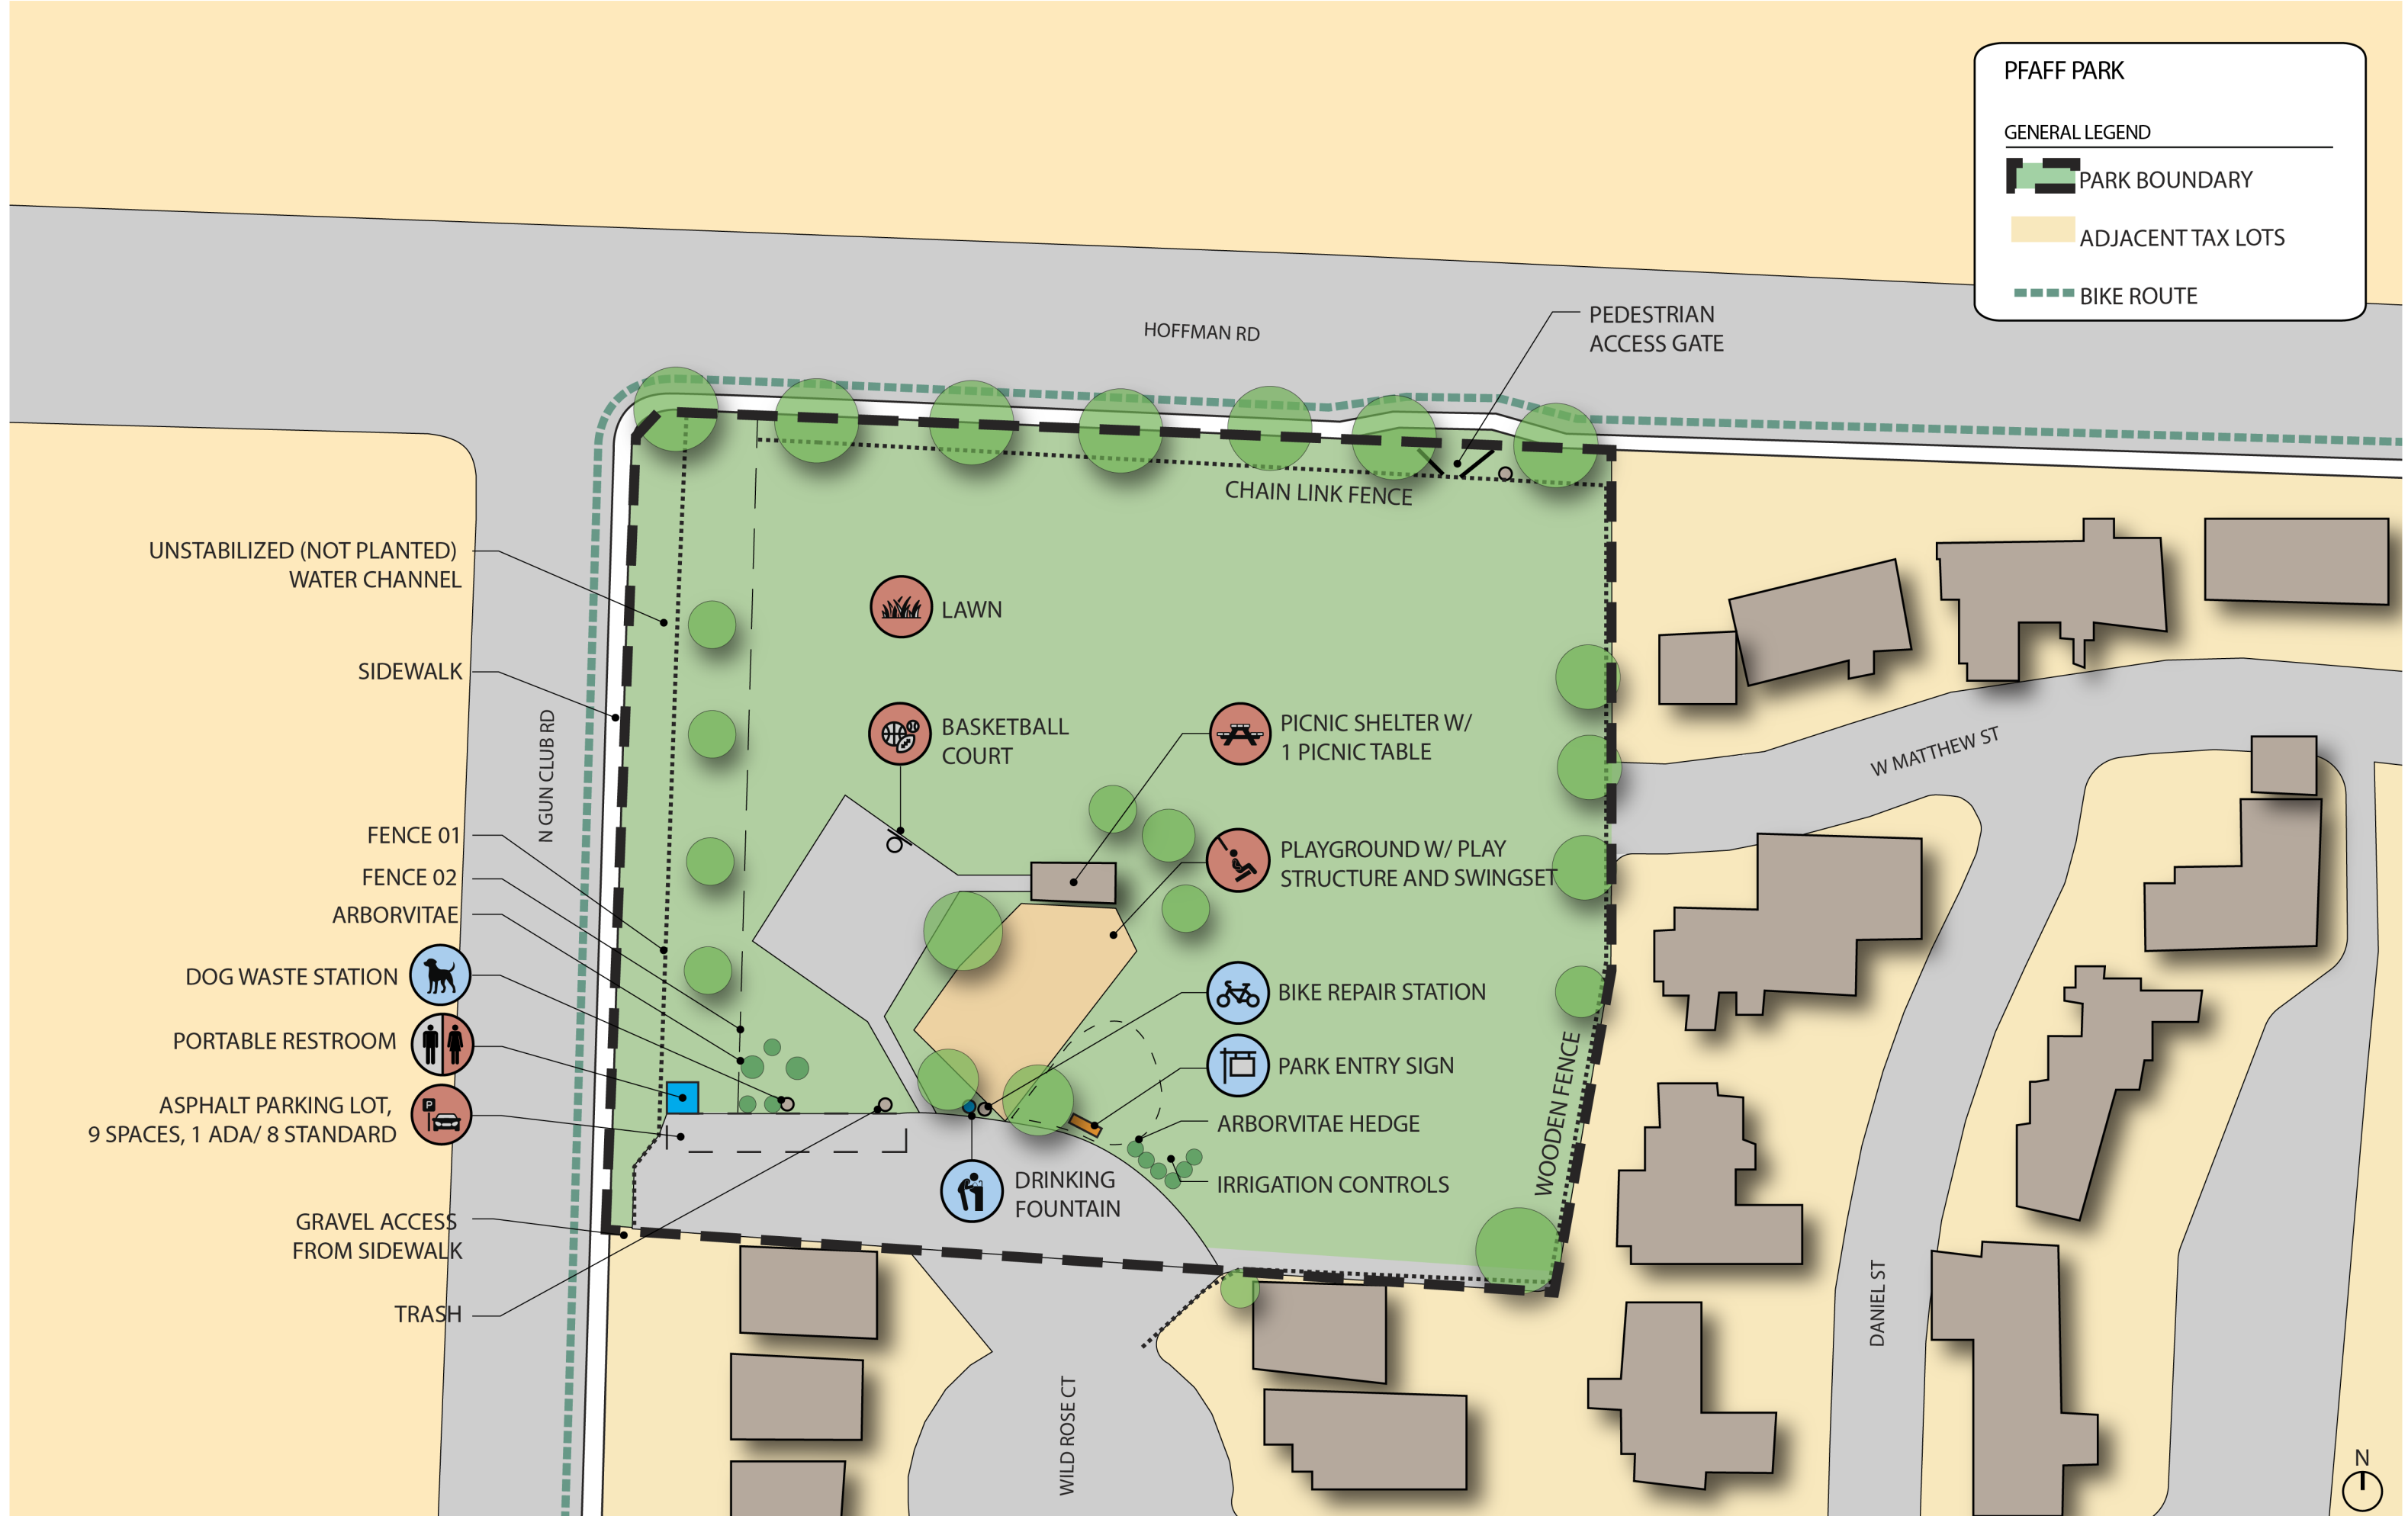 PFAFF PARK
GENERAL LEGEND
PARK BOUNDARY
ADJACENT TAX LOTS
BIKE ROUTE
HOFFMAN RD
PEDESTRIAN
ACCESS GATE
CHAIN LINK FENCE
UNSTABILIZED (NOT PLANTED)
WATER CHANNEL
LAWN
SIDEWALK
N GUN CLUB RD
BASKETBALL
COURT
PICNIC SHELTER W/
1 PICNIC TABLE
W MATTHEW ST
FENCE 01
FENCE 02
ARBORVITAE
PLAYGROUND W/ PLAY
STRUCTURE AND SWINGSET
DOG WASTE STATION
BIKE REPAIR STATION
PORTABLE RESTROOM
PARK ENTRY SIGN
P
ASPHALT PARKING LOT,
9 SPACES, 1 ADA/ 8 STANDARD
ARBORVITAE HEDGE
WOODEN FENCE
DRINKING
FOUNTAIN
IRRIGATION CONTROLS
GRAVEL ACCESS
FROM SIDEWALK
TRASH
DANIEL ST
WILD ROSE CT
N